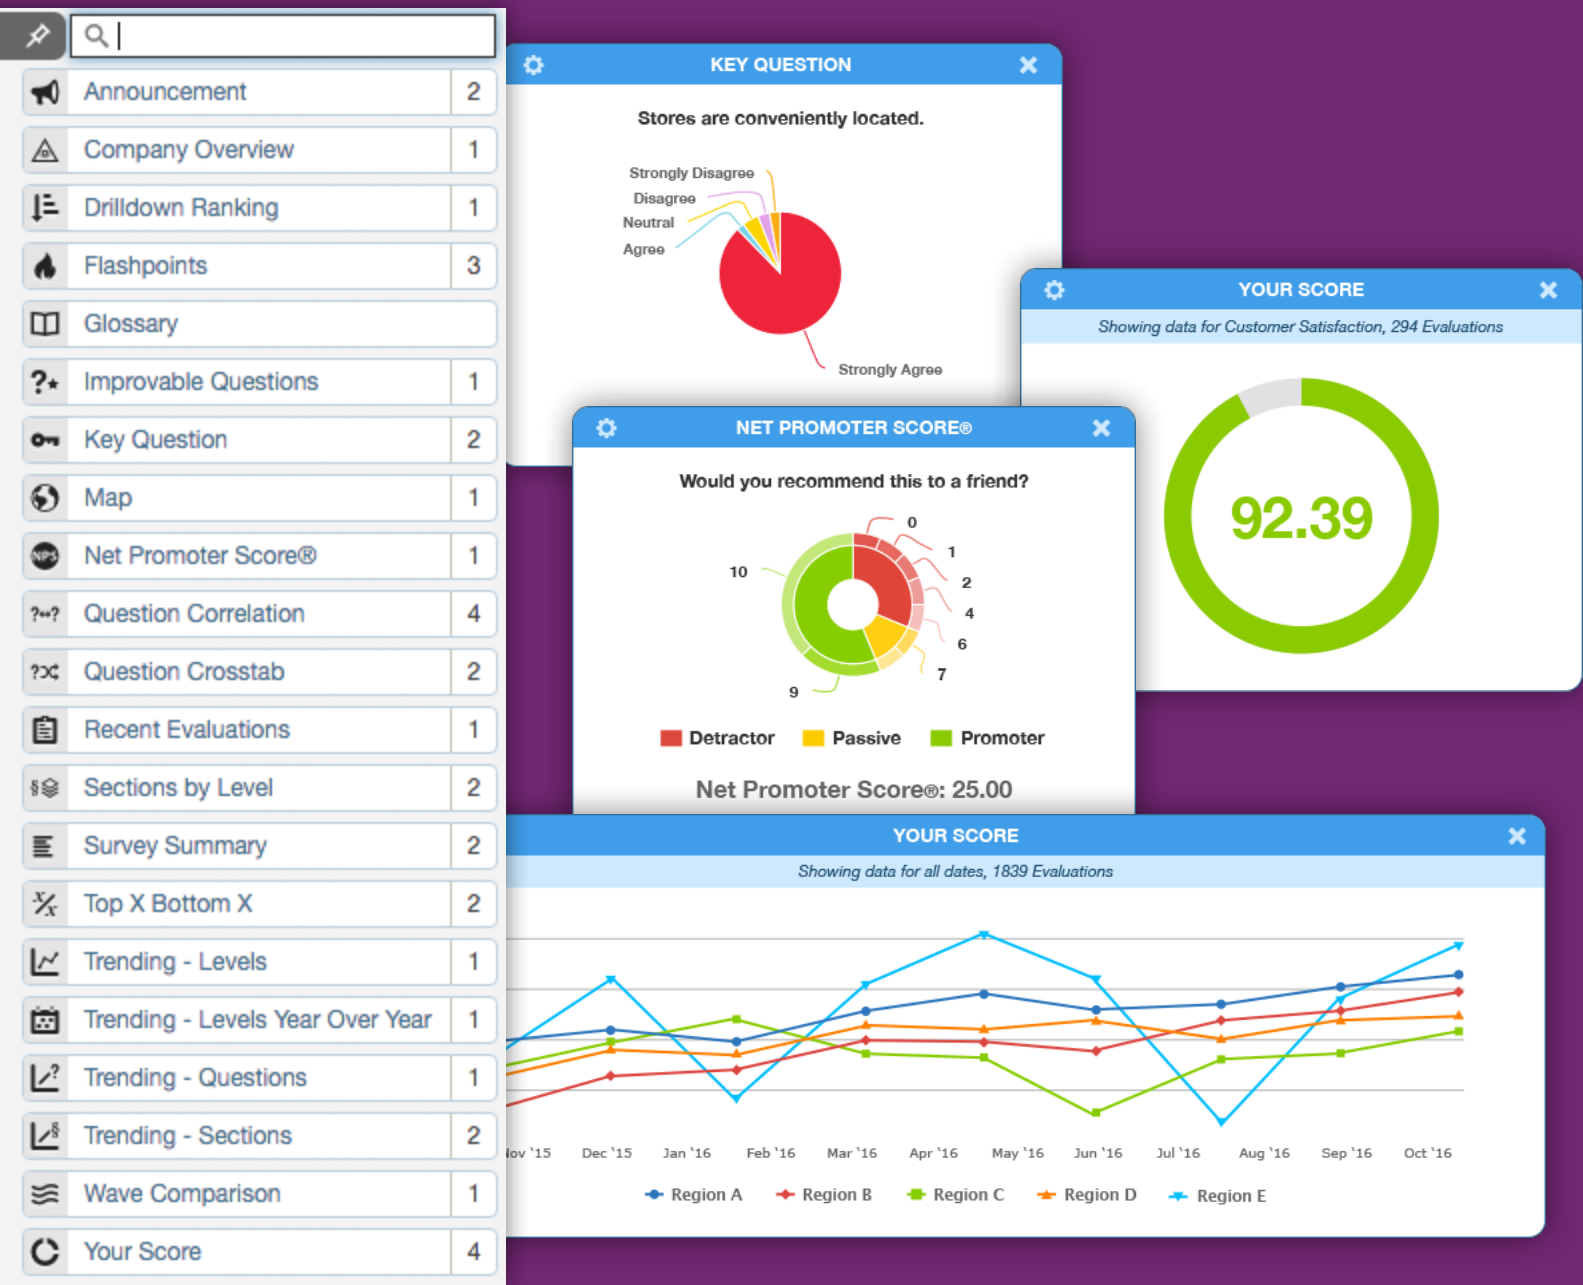 Announcement 2
Company Overview 1
Drilldown Ranking 1
Flashpoints 3
Glossary
?★ Improvable Questions 1
Key Question 2
Map 1
NPS Net Promoter Score® 1
?↔? Question Correlation 4
Question Crosstab 2
Recent Evaluations 1
§ Sections by Level 2
Survey Summary 2
x/x Top X Bottom X 2
Trending - Levels 1
Trending - Levels Year Over Year 1
? Trending - Questions 1
§ Trending - Sections 2
Wave Comparison 1
Your Score 4
KEY QUESTION
Stores are conveniently located.
Strongly Disagree
Disagree
Neutral
Agree
Strongly Agree
YOUR SCORE
Showing data for Customer Satisfaction, 294 Evaluations
92.39
NET PROMOTER SCORE®
Would you recommend this to a friend?
0
1
10
2
4
6
7
9
Detractor Passive Promoter
Net Promoter Score®: 25.00
YOUR SCORE
Showing data for all dates, 1839 Evaluations
Nov '15 Dec '15 Jan '16 Feb '16 Mar '16 Apr '16 May '16 Jun '16 Jul '16 Aug '16 Sep '16 Oct '16
Region A Region B Region C Region D Region E